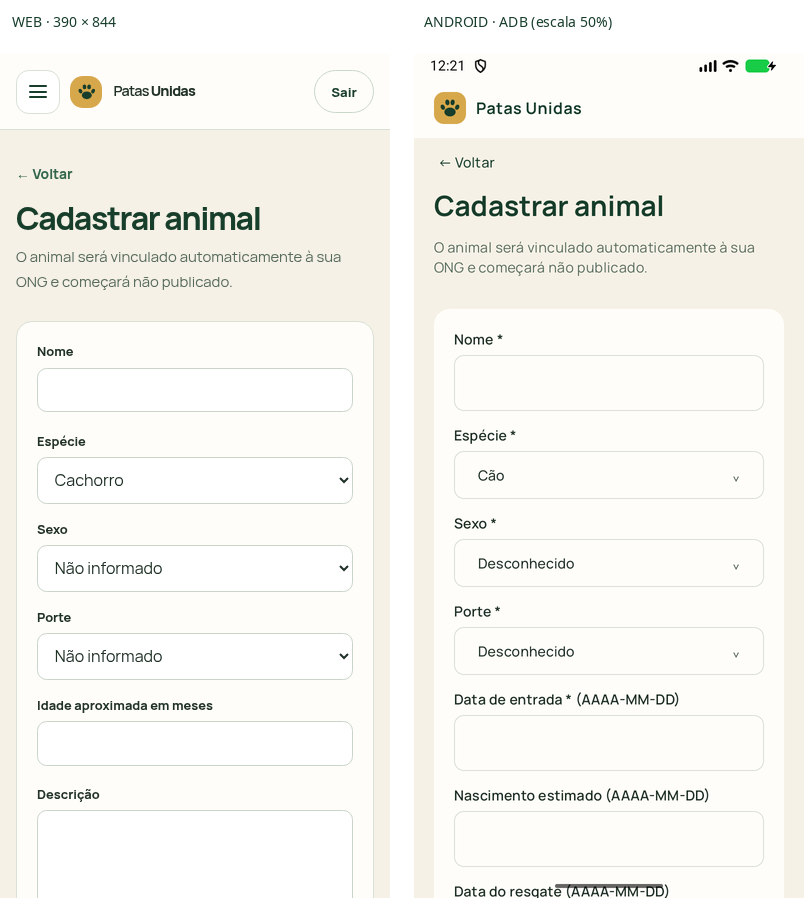 WEB · 390 × 844
Patas Unidas
Sair
← Voltar
Cadastrar animal
O animal será vinculado automaticamente à sua
ONG e começará não publicado.
Nome
Espécie
Cachorro
Sexo
Não informado
Porte
Não informado
Idade aproximada em meses
Descrição
ANDROID · ADB (escala 50%)
12:21
Patas Unidas
← Voltar
Cadastrar animal
O animal será vinculado automaticamente à sua
ONG e começará não publicado.
Nome *
Espécie *
Cão
Sexo *
Desconhecido
Porte *
Desconhecido
Data de entrada * (AAAA-MM-DD)
Nascimento estimado (AAAA-MM-DD)
Data do resgate (AAAA-MM-DD)